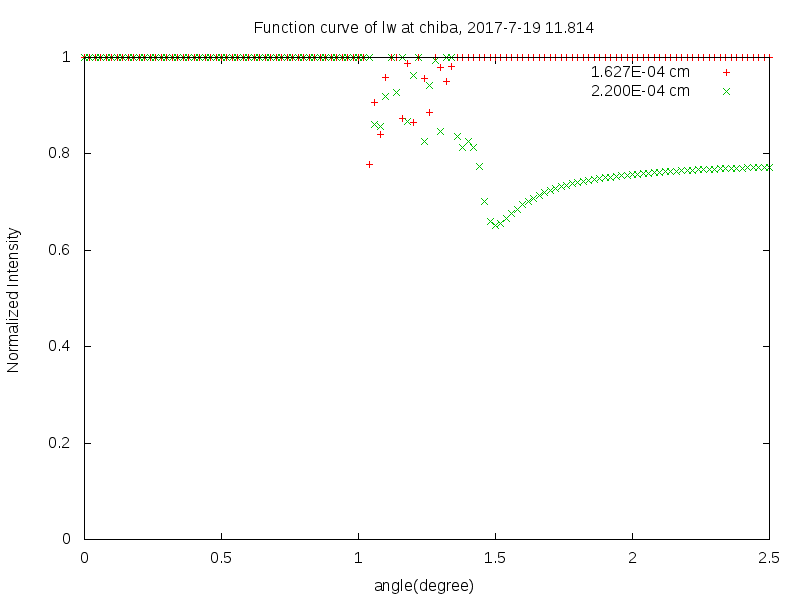 Function curve of lw at chiba, 2017-7-19 11.814
1
1.627E-04 cm
2.200E-04 cm
0.8
0.6
Normalized Intensity
0.4
0.2
0
0 0.5 1 1.5 2 2.5
angle(degree)